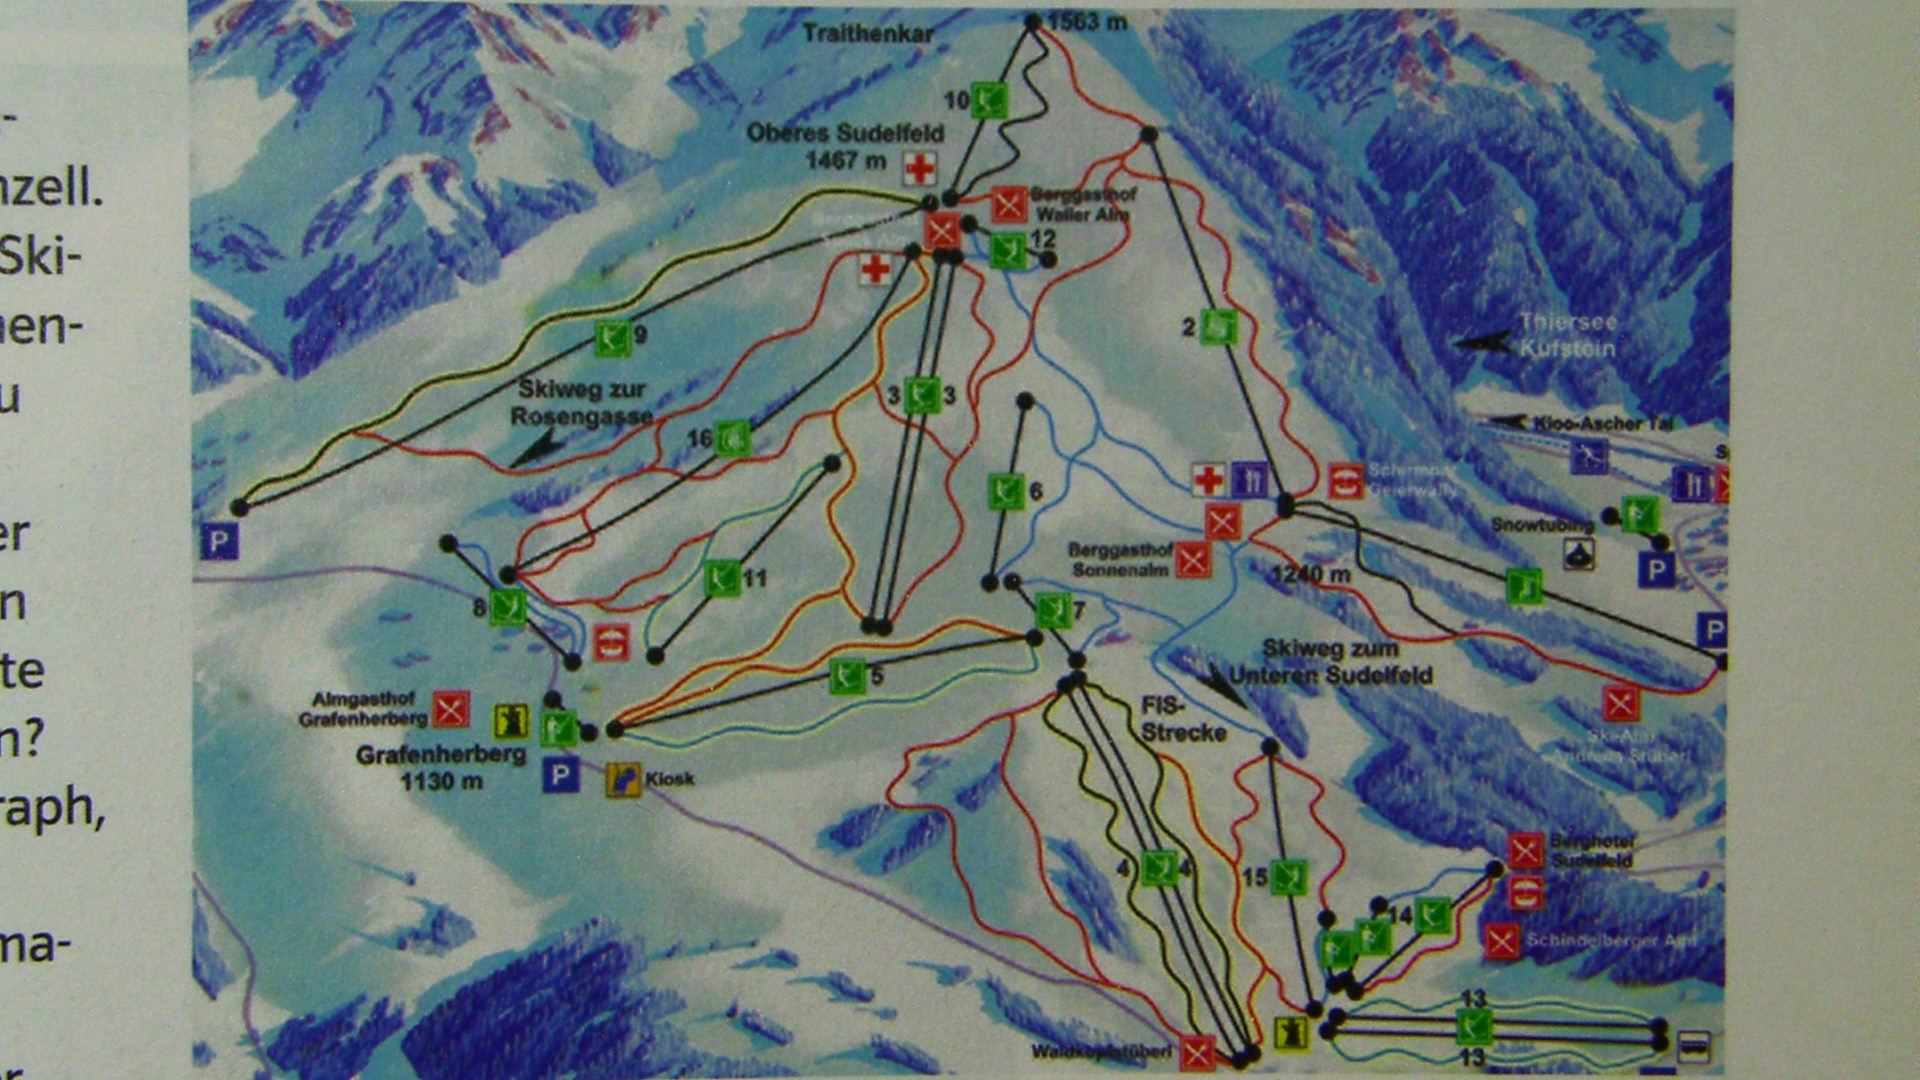 -
nzell.
Ski-
nen-
u
er
n
te
n?
raph,
ma-
er
Traithenkar
1563 m
10
Oberes Sudelfeld
1467 m
Berggasthof
Waller Alm
12
9
2
Thiersee
Kufstein
Skiweg zur
Rosengasse
3
3
16
Kloo-Ascher Tal
6
Schirmbar
Geierwally
Snowtubing
P
Berggasthof
Sonnenalm
1240 m
P
11
8
7
P
Skiweg zum
Unteren Sudelfeld
5
Almgasthof
Grafenherberg
Grafenherberg
1130 m
P
Kiosk
FIS-
Strecke
4
4
15
14
Berghotel
Sudelfeld
Schindelberger Alm
13
13
Waldkopfstüberl